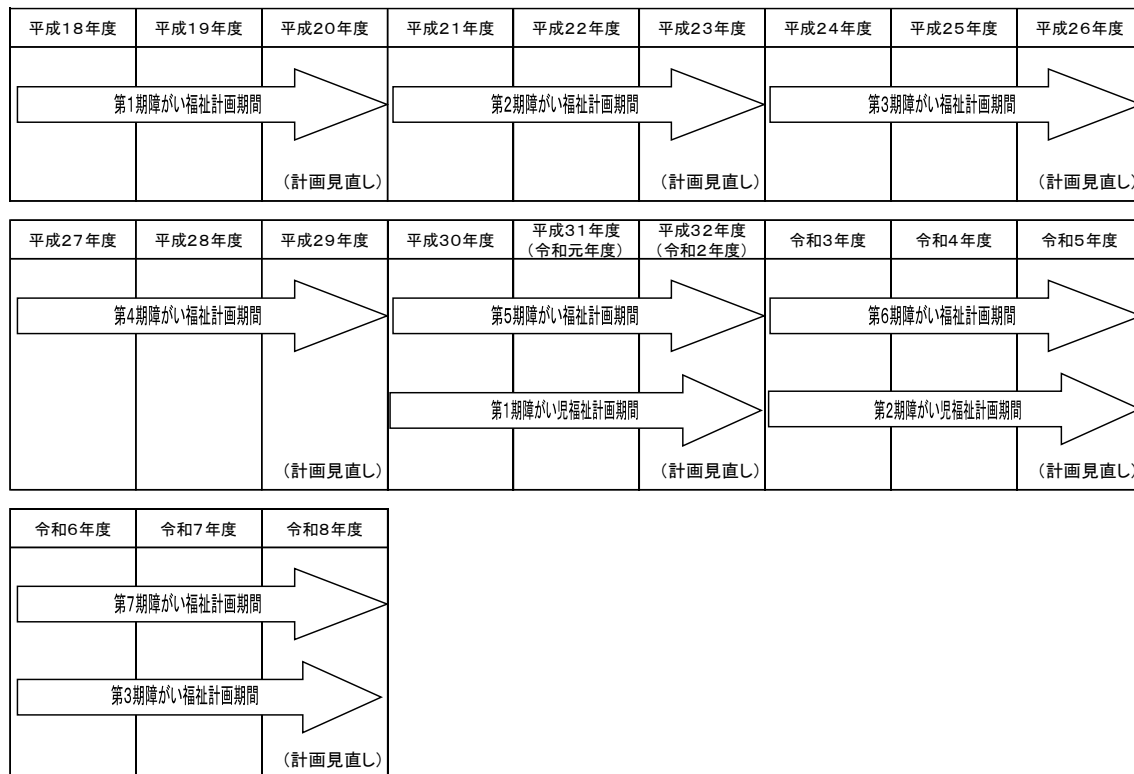 平成18年度 平成19年度 平成20年度 平成21年度 平成22年度 平成23年度 平成24年度 平成25年度 平成26年度
第1期障がい福祉計画期間 第2期障がい福祉計画期間 第3期障がい福祉計画期間
(計画見直し) (計画見直し) (計画見直し)
平成27年度 平成28年度 平成29年度 平成30年度 平成31年度 平成32年度 令和3年度 令和4年度 令和5年度
(令和元年度) (令和2年度)
第4期障がい福祉計画期間 第5期障がい福祉計画期間 第6期障がい福祉計画期間
第1期障がい児福祉計画期間 第2期障がい児福祉計画期間
(計画見直し) (計画見直し) (計画見直し)
令和6年度 令和7年度 令和8年度
第7期障がい福祉計画期間
第3期障がい福祉計画期間
(計画見直し)